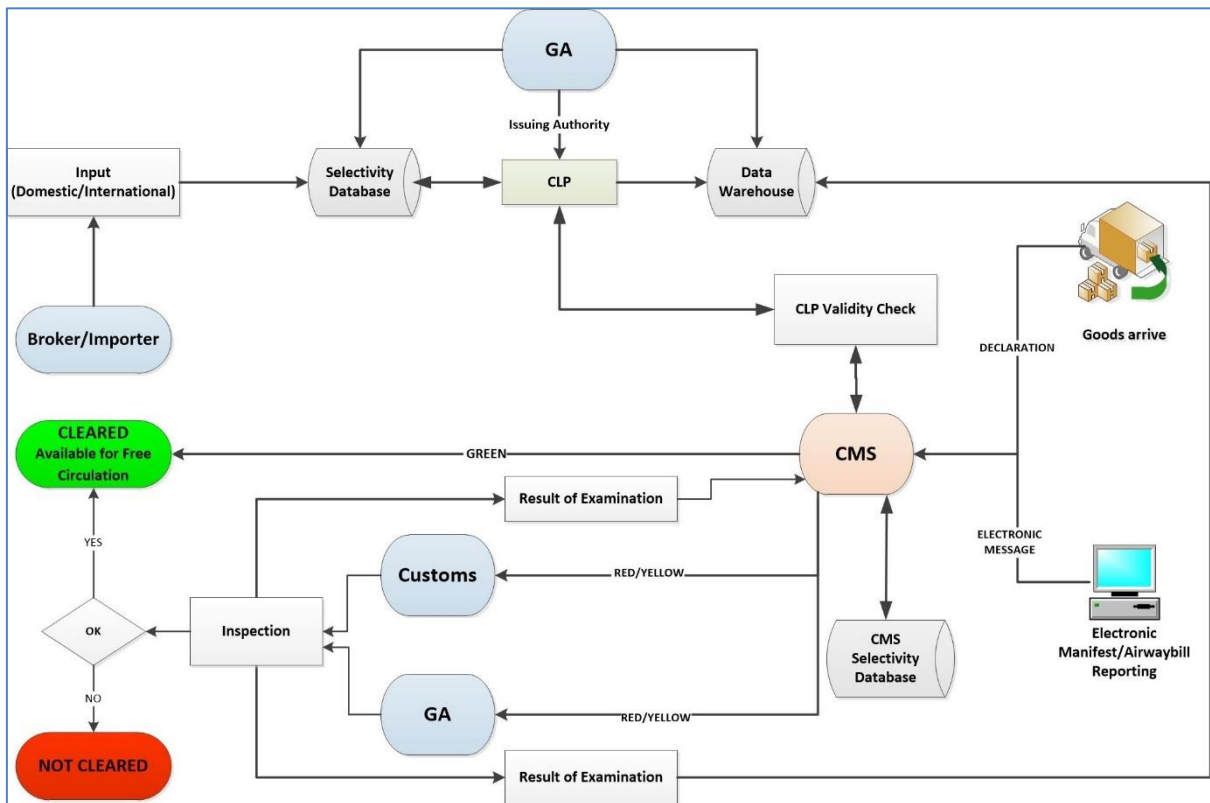 GA
Issuing Authority
Input
(Domestic/International)
Selectivity
Database
CLP
Data
Warehouse
Broker/Importer
CLP Validity Check
Goods arrive
DECLARATION
CLEARED
Available for Free
Circulation
GREEN
CMS
Result of Examination
ELECTRONIC
MESSAGE
YES
Customs
RED/YELLOW
OK
Inspection
CMS
Selectivity
Database
Electronic
Manifest/Airwaybill
Reporting
NO
GA
RED/YELLOW
NOT CLEARED
Result of Examination